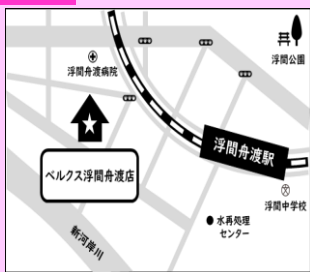 浮間公園
浮間舟渡病院
浮間舟渡駅
ベルクス浮間舟渡店
浮間中学校
水再処理
センター
新河岸川